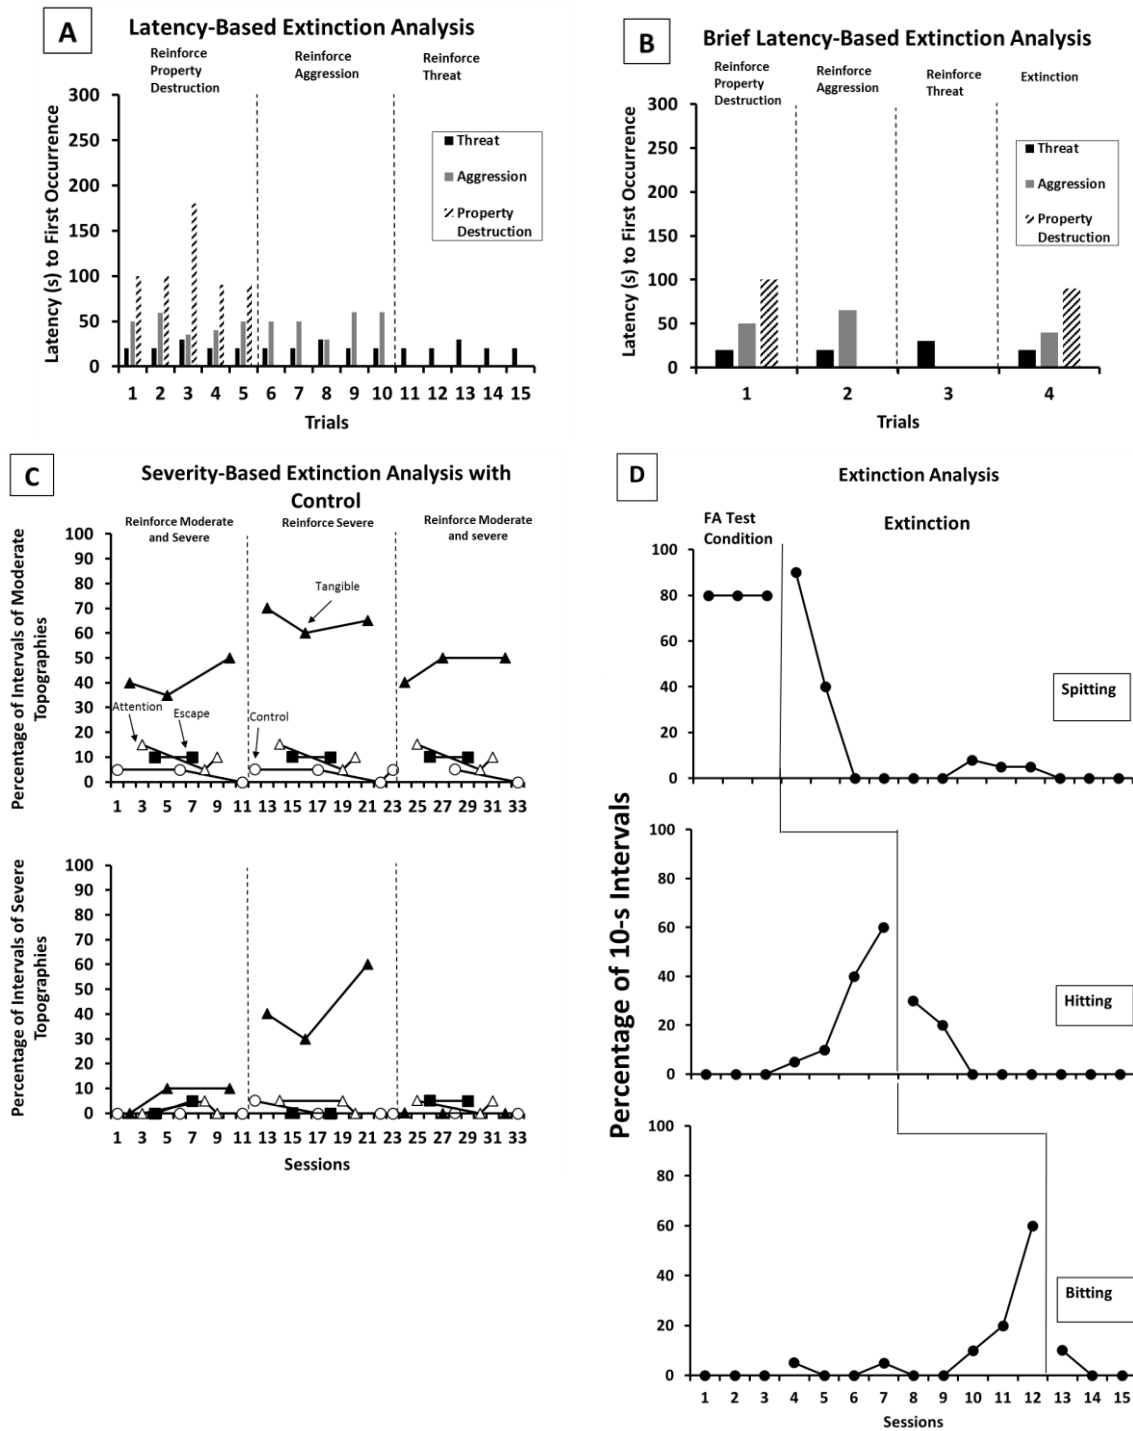 A
Latency-Based Extinction Analysis
Reinforce
Property
Destruction
Reinforce
Aggression
Reinforce
Threat
Latency (s) to First Occurrence
300
250
200
150
100
50
0
Threat
Aggression
Property
Destruction
1 2 3 4 5 6 7 8 9 10 11 12 13 14 15
Trials
B
Brief Latency-Based Extinction Analysis
Reinforce
Property
Destruction
Reinforce
Aggression
Reinforce
Threat
Extinction
Latency (s) to First Occurrence
300
250
200
150
100
50
0
Threat
Aggression
Property
Destruction
1 2 3 4
Trials
C
Severity-Based Extinction Analysis with
Control
Reinforce Moderate
and Severe
Reinforce Severe
Reinforce Moderate
and severe
Percentage of Intervals of Moderate
Topographies
100
90
80
70
60
50
40
30
20
10
0
Tangible
Attention
Escape
Control
1 3 5 7 9 11 13 15 17 19 21 23 25 27 29 31 33
Percentage of Intervals of Severe
Topographies
100
90
80
70
60
50
40
30
20
10
0
1 3 5 7 9 11 13 15 17 19 21 23 25 27 29 31 33
Sessions
D
Extinction Analysis
FA Test
Condition
Extinction
Percentage of 10-s Intervals
100
80
60
40
20
0
Spitting
100
80
60
40
20
0
Hitting
100
80
60
40
20
0
Bitting
1 2 3 4 5 6 7 8 9 10 11 12 13 14 15
Sessions